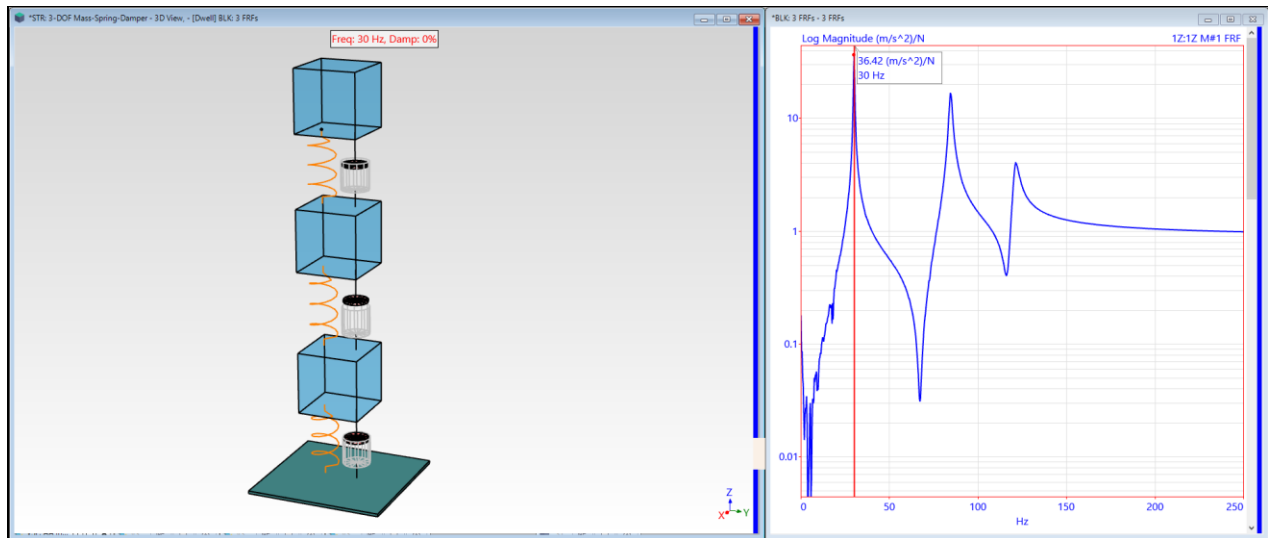 *STR: 3-DOF Mass-Spring-Damper - 3D View, - [Dwell] BLK: 3 FRFs
Freq: 30 Hz, Damp: 0%
Z
X
Y
*BLK: 3 FRFs - 3 FRFs
Log Magnitude (m/s^2)/N
1Z:1Z M#1 FRF
36.42 (m/s^2)/N
30 Hz
10
1
0.1
0.01
0
50
100
150
200
250
Hz